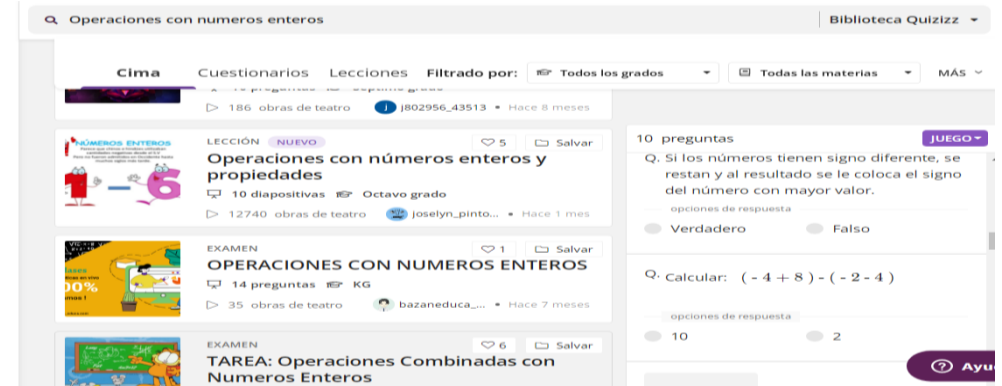 Operaciones con numeros enteros
Biblioteca Quizizz
Cima Cuestionarios Lecciones Filtrado por: Todos los grados Todas las materias MÁS
186 obras de teatro j802956_43513 • Hace 8 meses
LECCIÓN NUEVO 5 Salvar
NÚMEROS ENTEROS
Operaciones con números enteros y
propiedades
10 diapositivas Octavo grado
12740 obras de teatro joselyn_pinto... • Hace 1 mes
EXAMEN 1 Salvar
OPERACIONES CON NUMEROS ENTEROS
14 preguntas KG
35 obras de teatro bazaneduca_... • Hace 7 meses
EXAMEN 6 Salvar
TAREA: Operaciones Combinadas con
Numeros Enteros
10 preguntas JUEGO
Q. Si los números tienen signo diferente, se
restan y al resultado se le coloca el signo
del número con mayor valor.
opciones de respuesta
Verdadero Falso
Q. Calcular: ( - 4 + 8 ) - ( - 2 - 4 )
opciones de respuesta
10 2